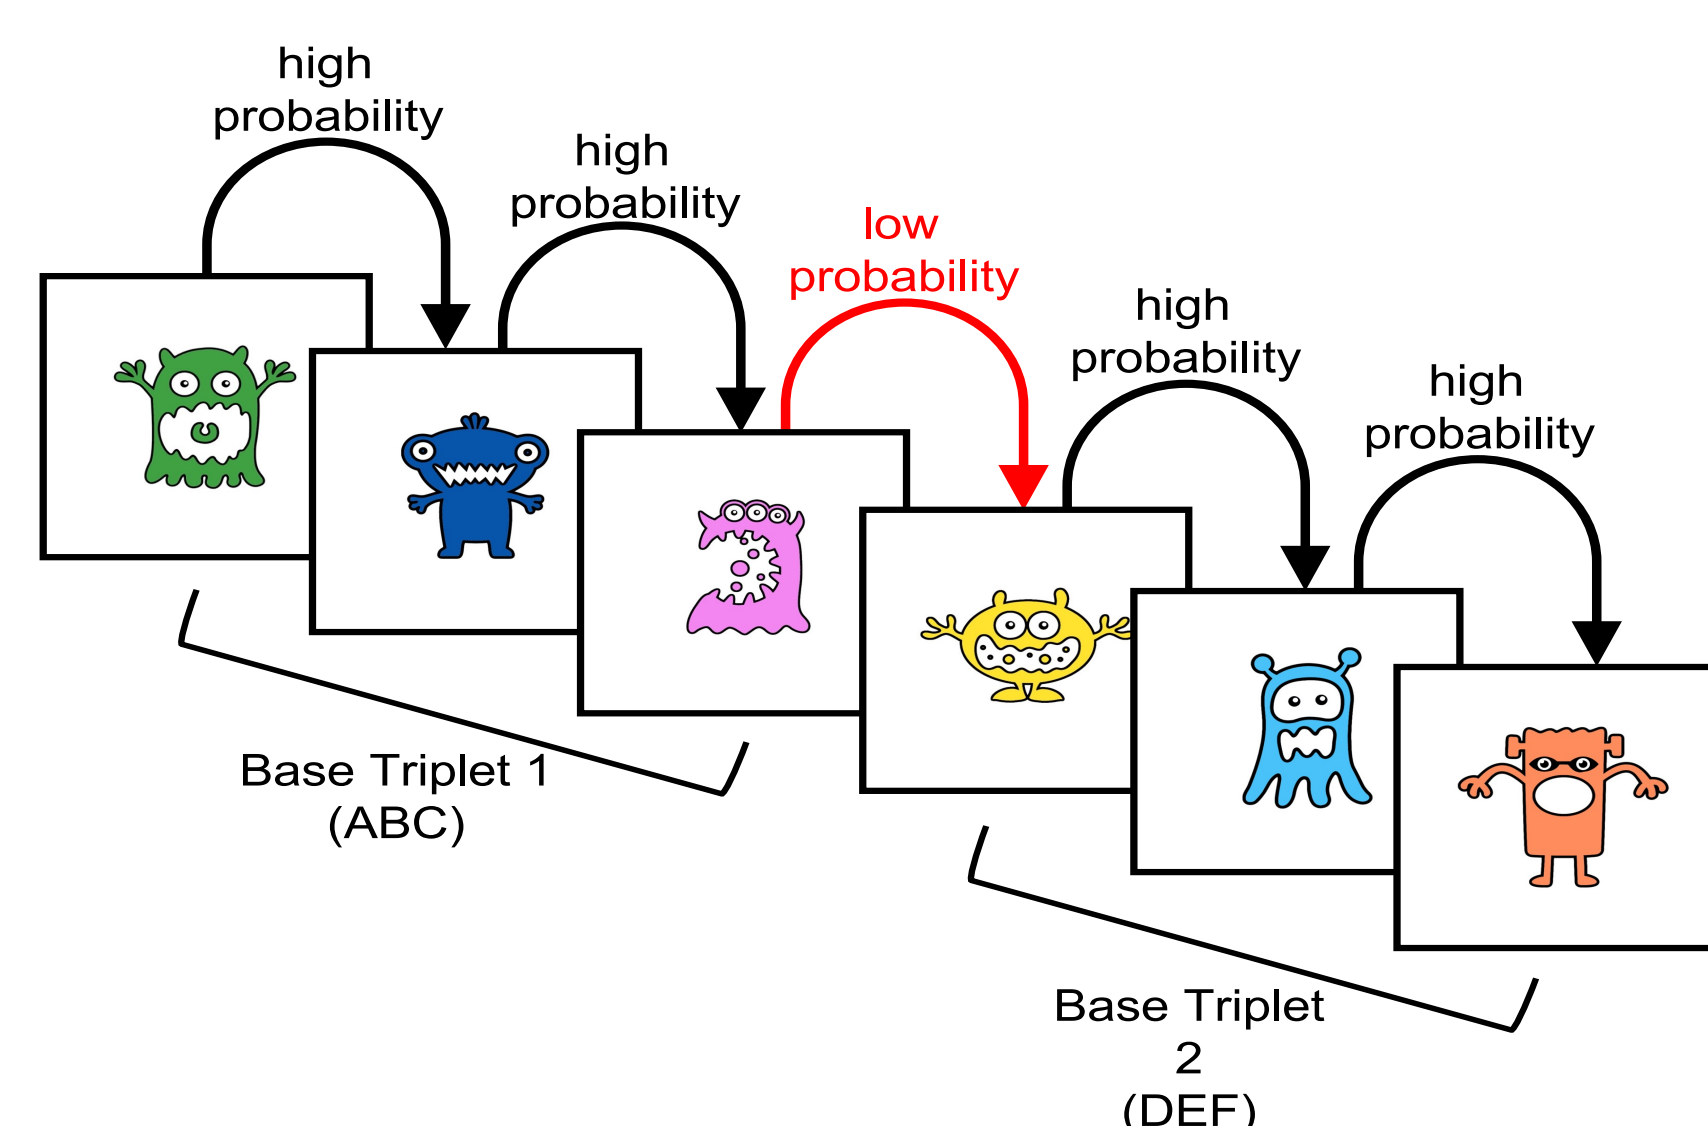 high
probability
high
probability
low
probability
high
probability
high
probability
Base Triplet 1
(ABC)
Base Triplet
2
(DEF)